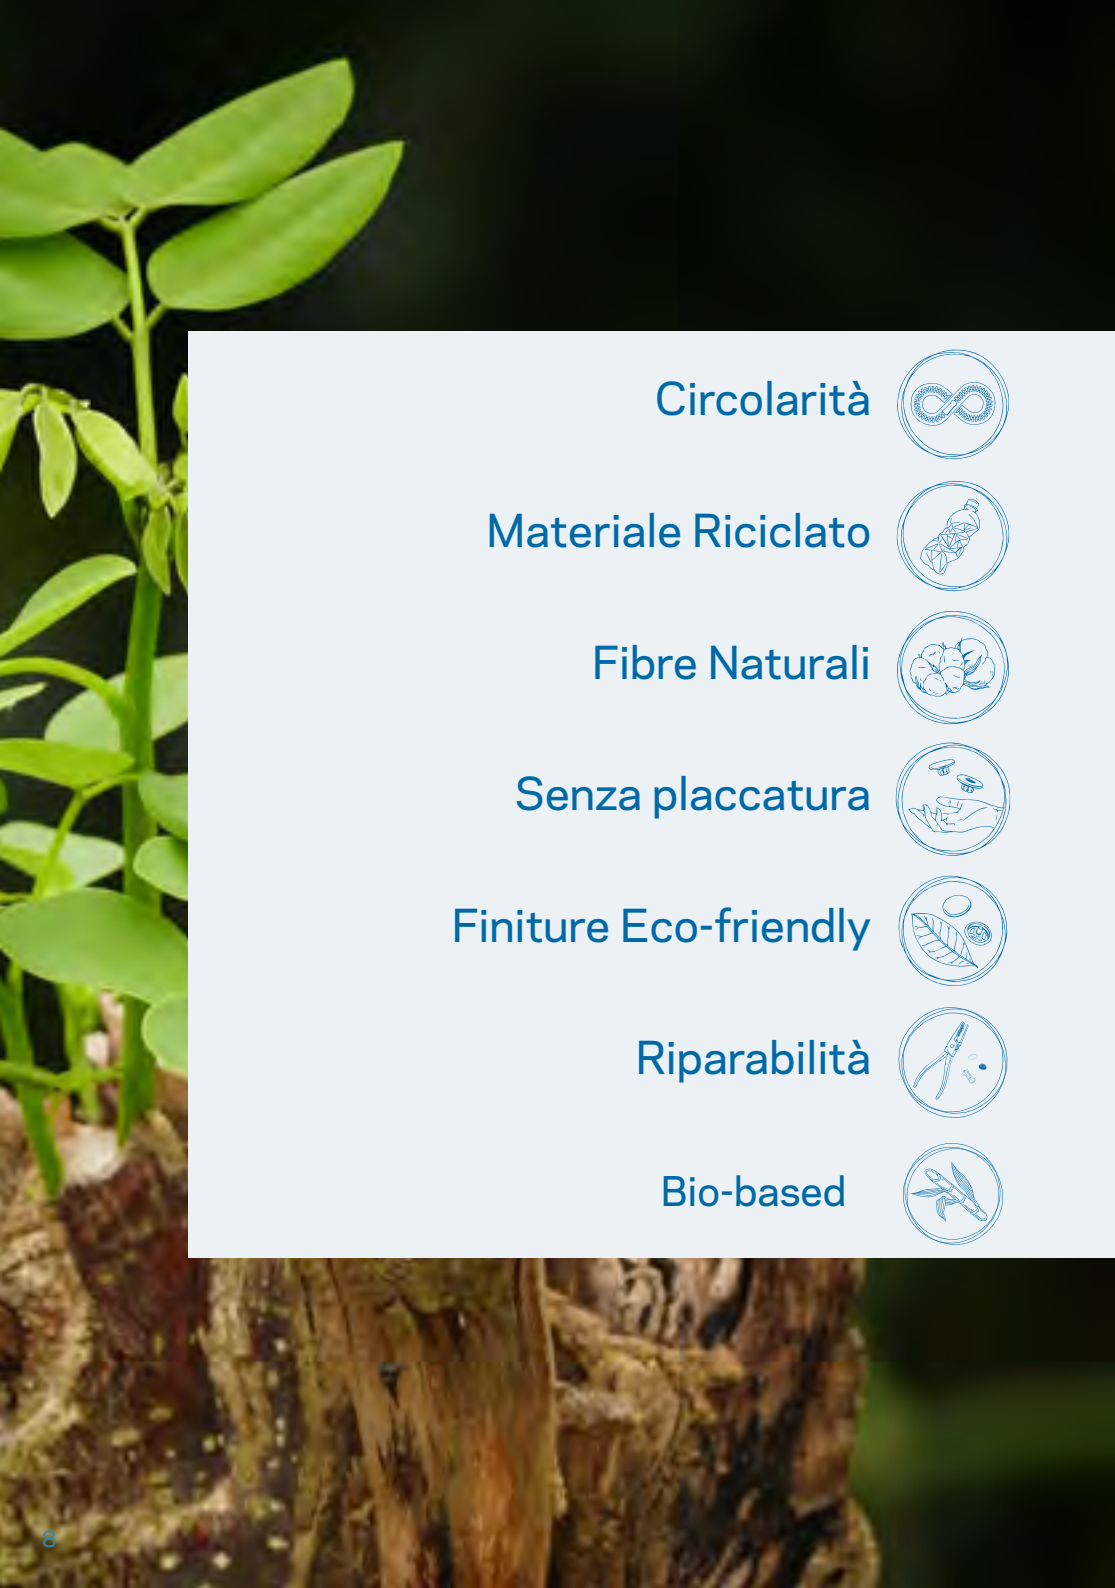 Circolarità
Materiale Riciclato
Fibre Naturali
Senza placcatura
Finiture Eco-friendly
Riparabilità
Bio-based
8